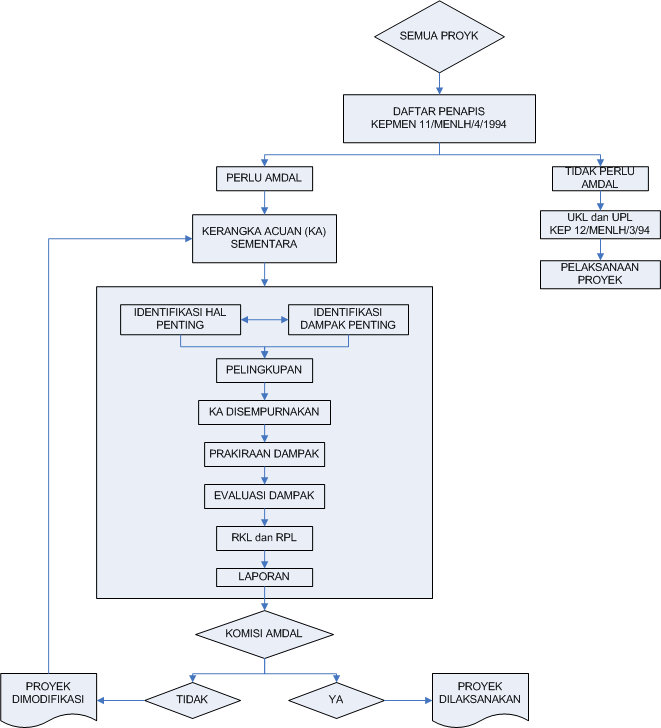 SEMUA PROYK
DAFTAR PENAPIS
KEPMEN 11/MENLH/4/1994
PERLU AMDAL
TIDAK PERLU
AMDAL
KERANGKA ACUAN (KA)
SEMENTARA
UKL dan UPL
KEP 12/MENLH/3/94
PELAKSANAAN
PROYEK
IDENTIFIKASI HAL
PENTING
IDENTIFIKASI
DAMPAK PENTING
PELINGKUPAN
KA DISEMPURNAKAN
PRAKIRAAN DAMPAK
EVALUASI DAMPAK
RKL dan RPL
LAPORAN
KOMISI AMDAL
PROYEK
DIMODIFIKASI
TIDAK
YA
PROYEK
DILAKSANAKAN